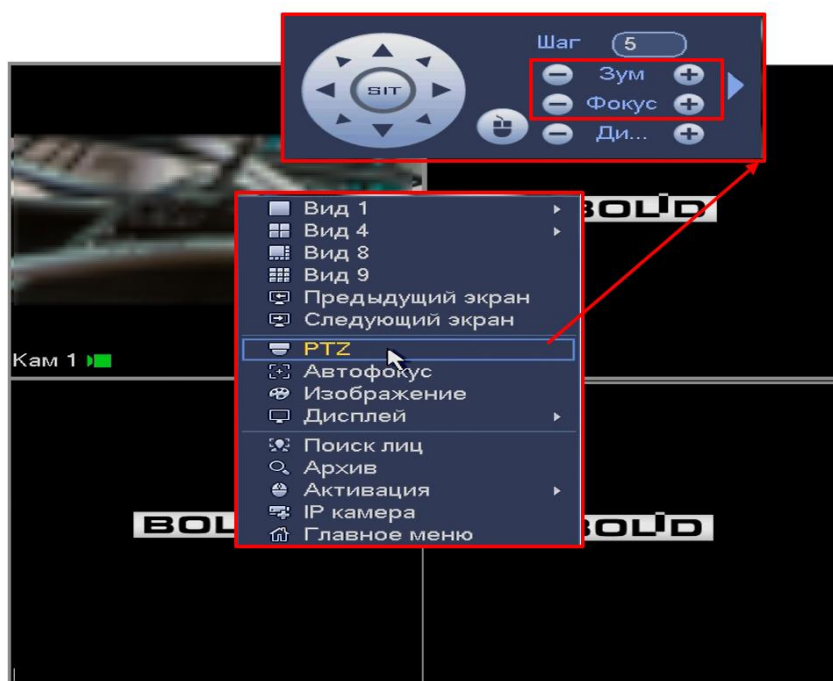 Шаг 5
Зум
SIT
Фокус
Ди...
BOLID
Вид 1
Вид 4
Вид 8
Вид 9
Предыдущий экран
Следующий экран
PTZ
Кам 1
Автофокус
Изображение
Дисплей
Поиск лиц
Архив
Активация
IP камера
BOL
BOLID
Главное меню